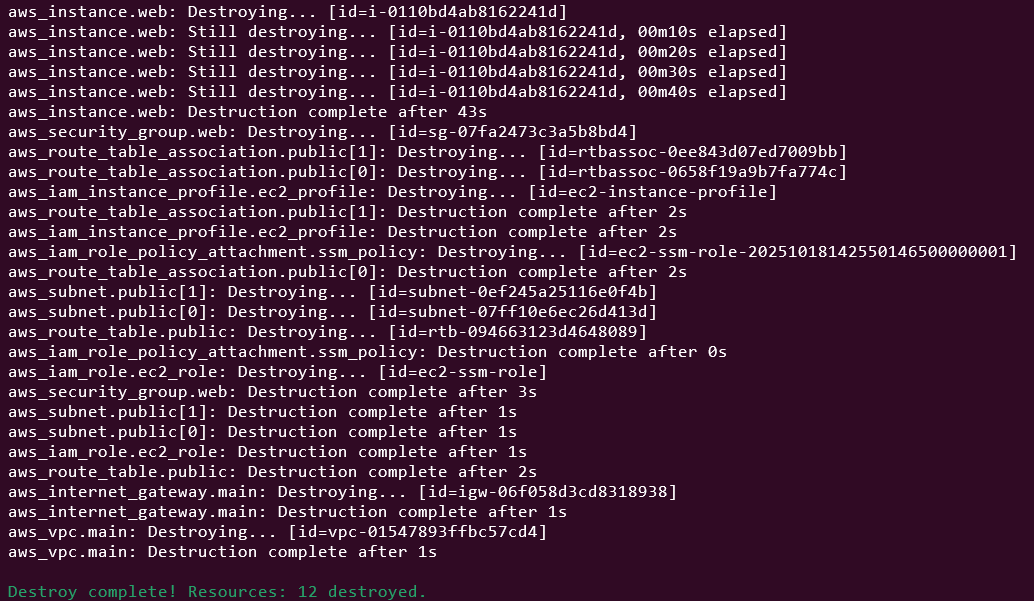 aws_instance.web: Destroying... [id=i-0110bd4ab8162241d]
aws_instance.web: Still destroying... [id=i-0110bd4ab8162241d, 00m10s elapsed]
aws_instance.web: Still destroying... [id=i-0110bd4ab8162241d, 00m20s elapsed]
aws_instance.web: Still destroying... [id=i-0110bd4ab8162241d, 00m30s elapsed]
aws_instance.web: Still destroying... [id=i-0110bd4ab8162241d, 00m40s elapsed]
aws_instance.web: Destruction complete after 43s
aws_security_group.web: Destroying... [id=sg-07fa2473c3a5b8bd4]
aws_route_table_association.public[1]: Destroying... [id=rtbassoc-0ee843d07ed7009bb]
aws_route_table_association.public[0]: Destroying... [id=rtbassoc-0658f19a9b7fa774c]
aws_iam_instance_profile.ec2_profile: Destroying... [id=ec2-instance-profile]
aws_route_table_association.public[1]: Destruction complete after 2s
aws_iam_instance_profile.ec2_profile: Destruction complete after 2s
aws_iam_role_policy_attachment.ssm_policy: Destroying... [id=ec2-ssm-role-20251018142550146500000001]
aws_route_table_association.public[0]: Destruction complete after 2s
aws_subnet.public[1]: Destroying... [id=subnet-0ef245a25116e0f4b]
aws_subnet.public[0]: Destroying... [id=subnet-07ff10e6ec26d413d]
aws_route_table.public: Destroying... [id=rtb-094663123d4648089]
aws_iam_role_policy_attachment.ssm_policy: Destruction complete after 0s
aws_iam_role.ec2_role: Destroying... [id=ec2-ssm-role]
aws_security_group.web: Destruction complete after 3s
aws_subnet.public[1]: Destruction complete after 1s
aws_subnet.public[0]: Destruction complete after 1s
aws_iam_role.ec2_role: Destruction complete after 1s
aws_route_table.public: Destruction complete after 2s
aws_internet_gateway.main: Destroying... [id=igw-06f058d3cd8318938]
aws_internet_gateway.main: Destruction complete after 1s
aws_vpc.main: Destroying... [id=vpc-01547893ffbc57cd4]
aws_vpc.main: Destruction complete after 1s
Destroy complete! Resources: 12 destroyed.